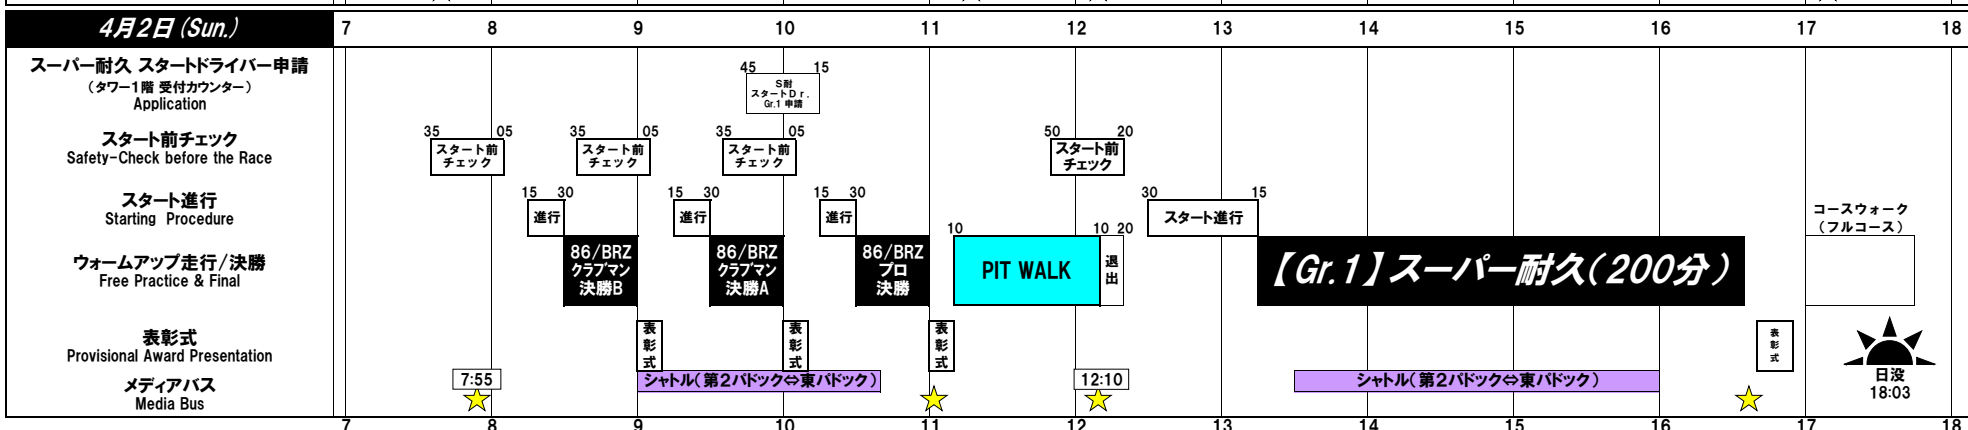 4月2日(Sun.)
7 8 9 10 11 12 13 14 15 16 17 18
スーパー耐久 スタートドライバー申請
(タワー1階 受付カウンター)
Application
45 15
S耐
スタートDr.
Gr.1 申請
スタート前チェック
Safety-Check before the Race
35 05 35 05 35 05 50 20
スタート前
チェック
スタート前
チェック
スタート前
チェック
スタート前
チェック
スタート進行
Starting Procedure
15 30 15 30 15 30 30 15
進行 進行 進行 スタート進行
コースウォーク
(フルコース)
ウォームアップ走行/決勝
Free Practice & Final
86/BRZ
クラブマン
決勝B
86/BRZ
クラブマン
決勝A
86/BRZ
プロ
決勝
10 10 20
PIT WALK
退出
【Gr.1】スーパー耐久(200分)
表彰式
Provisional Award Presentation
表彰式 表彰式 表彰式 表彰式
メディアバス
Media Bus
7:55
シャトル(第2パドック⇔東パドック)
12:10
シャトル(第2パドック⇔東パドック)
日没
18:03
7 8 9 10 11 12 13 14 15 16 17 18